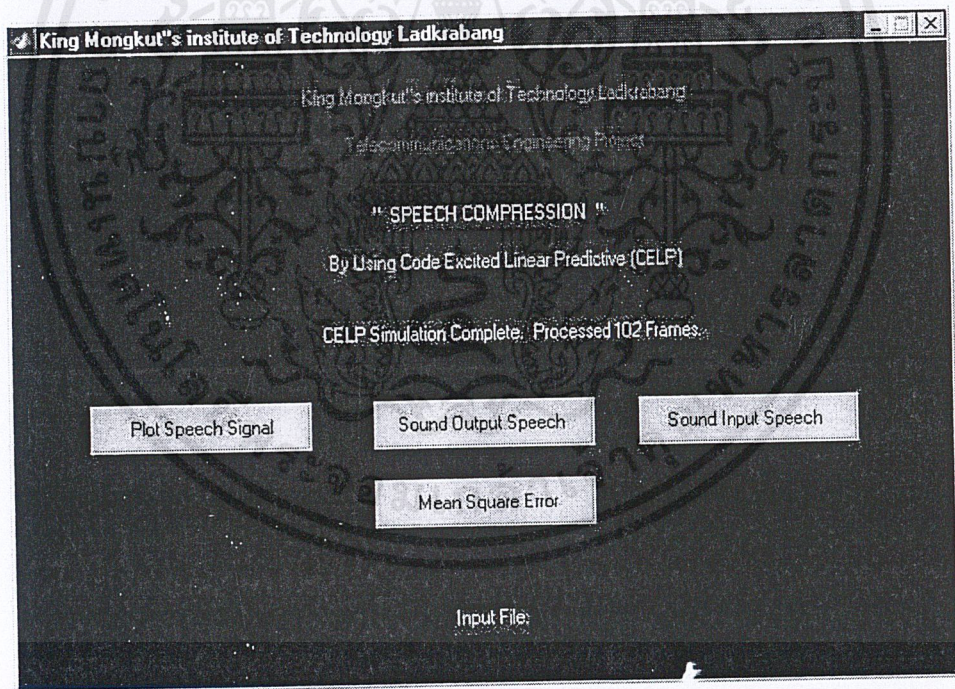 King Mongkut"s institute of Technology Ladkrabang
King Mongkut"s institute of Technology Ladkrabang
Telecommunications Engineering Project
" SPEECH COMPRESSION "
By Using Code Excited Linear Predictive (CELP)
CELP Simulation Complete. Processed 102 Frames.
Plot Speech Signal
Sound Output Speech
Sound Input Speech
Mean Square Error
Input File: